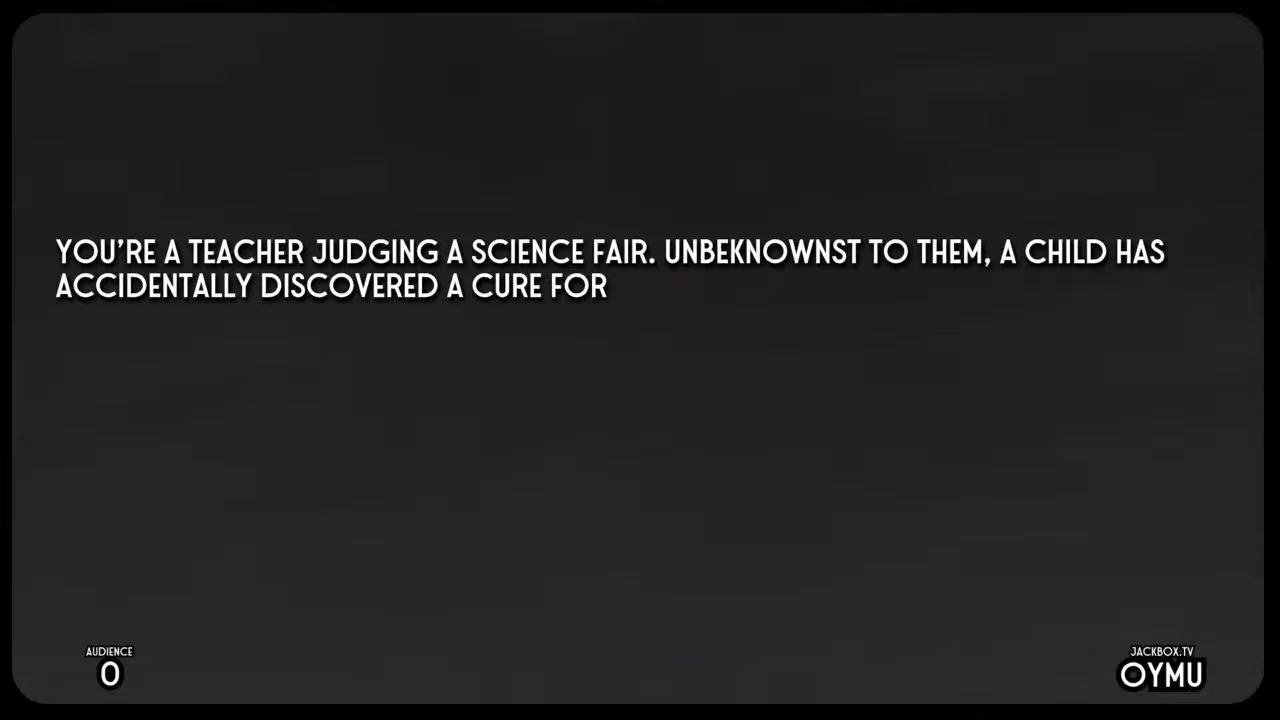 YOU'RE A TEACHER JUDGING A SCIENCE FAIR. UNBEKNOWNST TO THEM, A CHILD HAS
ACCIDENTALLY DISCOVERED A CURE FOR
AUDIENCE
0
JACKBOX.TV
OYMU